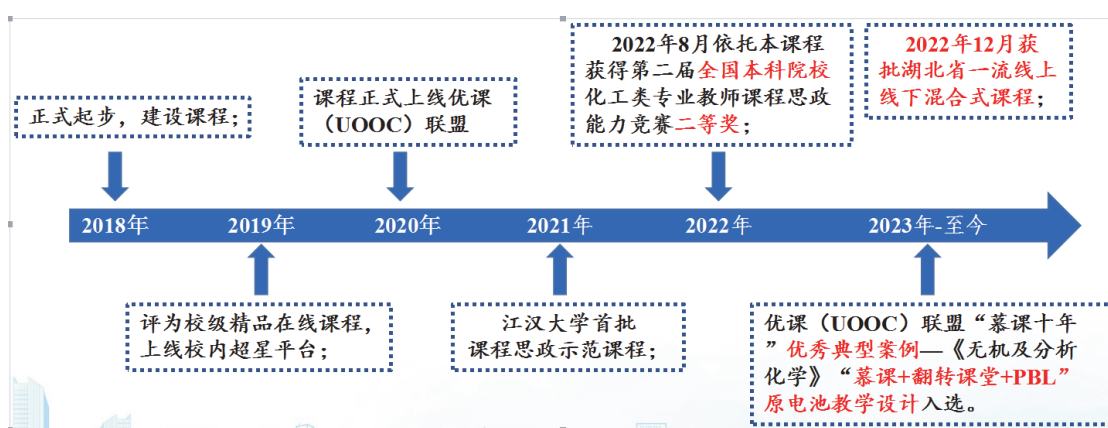 2022年8月依托本课程
获得第二届全国本科院校
化工类专业教师课程思政
能力竞赛二等奖；
2022年12月获
批湖北省一流线上
线下混合式课程；
课程正式上线优课
（UOOC）联盟
正式起步，建设课程；
2018年
2019年
2020年
2021年
2022年
2023年-至今
评为校级精品在线课程，
上线校内超星平台；
江汉大学首批
课程思政示范课程；
优课（UOOC）联盟“慕课十年
”优秀典型案例—《无机及分析
化学》“慕课+翻转课堂+PBL”
原电池教学设计入选。